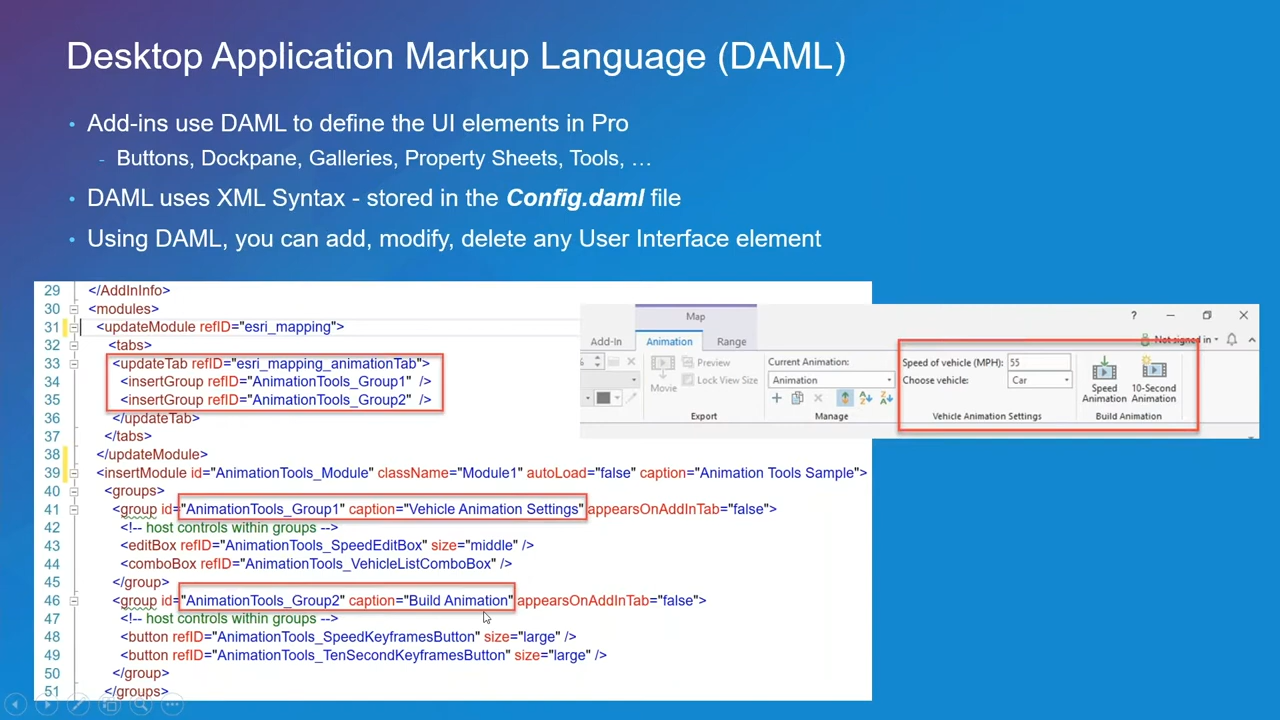 Desktop Application Markup Language (DAML)
• Add-ins use DAML to define the UI elements in Pro
- Buttons, Dockpane, Galleries, Property Sheets, Tools, …
• DAML uses XML Syntax - stored in the Config.daml file
• Using DAML, you can add, modify, delete any User Interface element
29 </AddInInfo>
30 <modules>
31 <updateModule refID="esri_mapping">
32 <tabs>
33 <updateTab refID="esri_mapping_animationTab">
34 <insertGroup refID="AnimationTools_Group1" />
35 <insertGroup refID="AnimationTools_Group2" />
36 </updateTab>
37 </tabs>
38 </updateModule>
39 <insertModule id="AnimationTools_Module" className="Module1" autoLoad="false" caption="Animation Tools Sample">
40 <groups>
41 <group id="AnimationTools_Group1" caption="Vehicle Animation Settings" appearsOnAddInTab="false">
42 <!-- host controls within groups -->
43 <editBox refID="AnimationTools_SpeedEditBox" size="middle" />
44 <comboBox refID="AnimationTools_VehicleListComboBox" />
45 </group>
46 <group id="AnimationTools_Group2" caption="Build Animation" appearsOnAddInTab="false">
47 <!-- host controls within groups -->
48 <button refID="AnimationTools_SpeedKeyframesButton" size="large" />
49 <button refID="AnimationTools_TenSecondKeyframesButton" size="large" />
50 </group>
51 </groups>
Map
?
Add-In Animation Range
Not signed in
Movie
Preview
Lock View Size
Export
Current Animation:
Animation
Manage
Speed of vehicle (MPH): 55
Choose vehicle: Car
Vehicle Animation Settings
Speed
Animation
10-Second
Animation
Build Animation